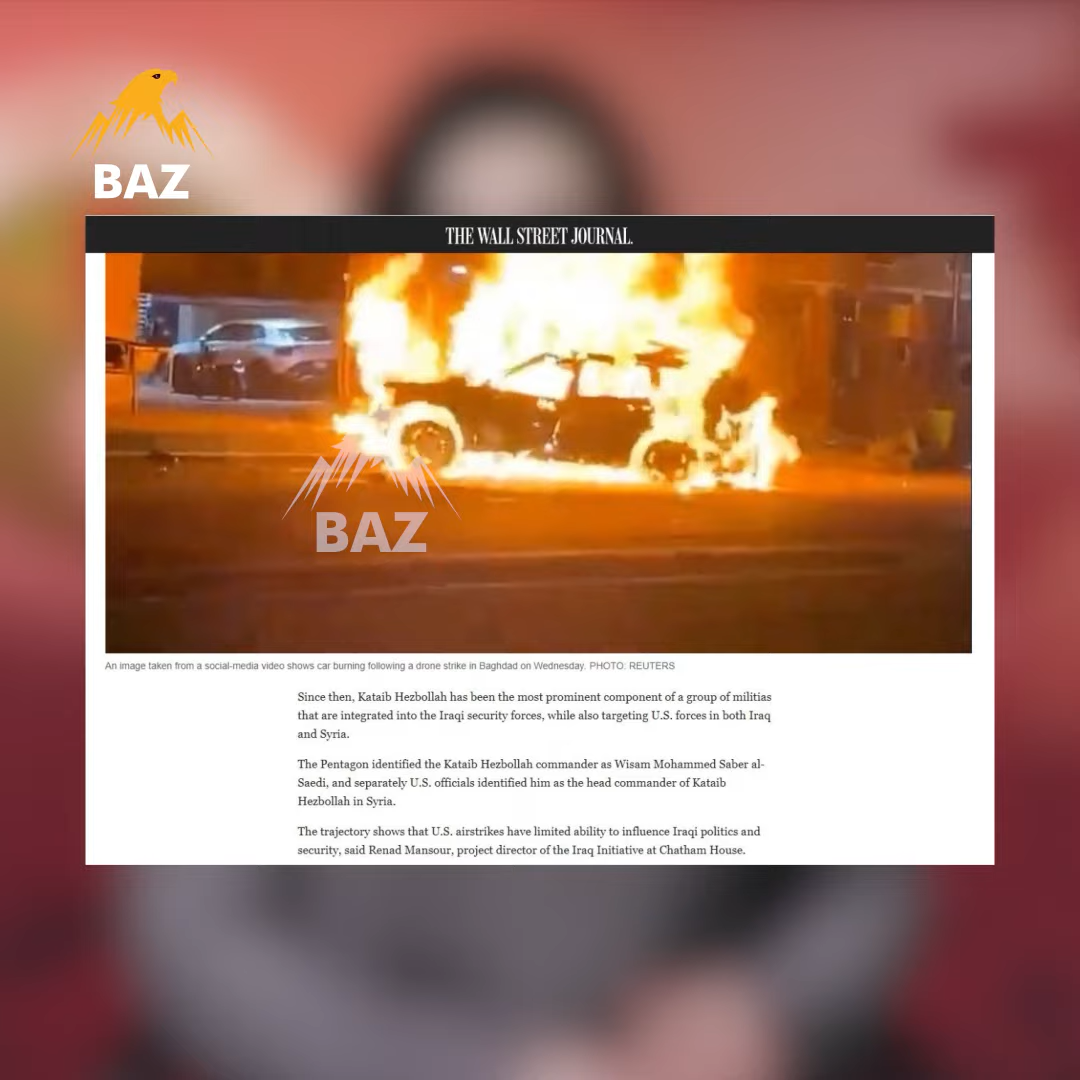 BAZ
THE WALL STREET JOURNAL.
BAZ
An image taken from a social-media video shows car burning following a drone strike in Baghdad on Wednesday. PHOTO: REUTERS
Since then, Kataib Hezbollah has been the most prominent component of a group of militias
that are integrated into the Iraqi security forces, while also targeting U.S. forces in both Iraq
and Syria.
The Pentagon identified the Kataib Hezbollah commander as Wisam Mohammed Saber al-
Saedi, and separately U.S. officials identified him as the head commander of Kataib
Hezbollah in Syria.
The trajectory shows that U.S. airstrikes have limited ability to influence Iraqi politics and
security, said Renad Mansour, project director of the Iraq Initiative at Chatham House.